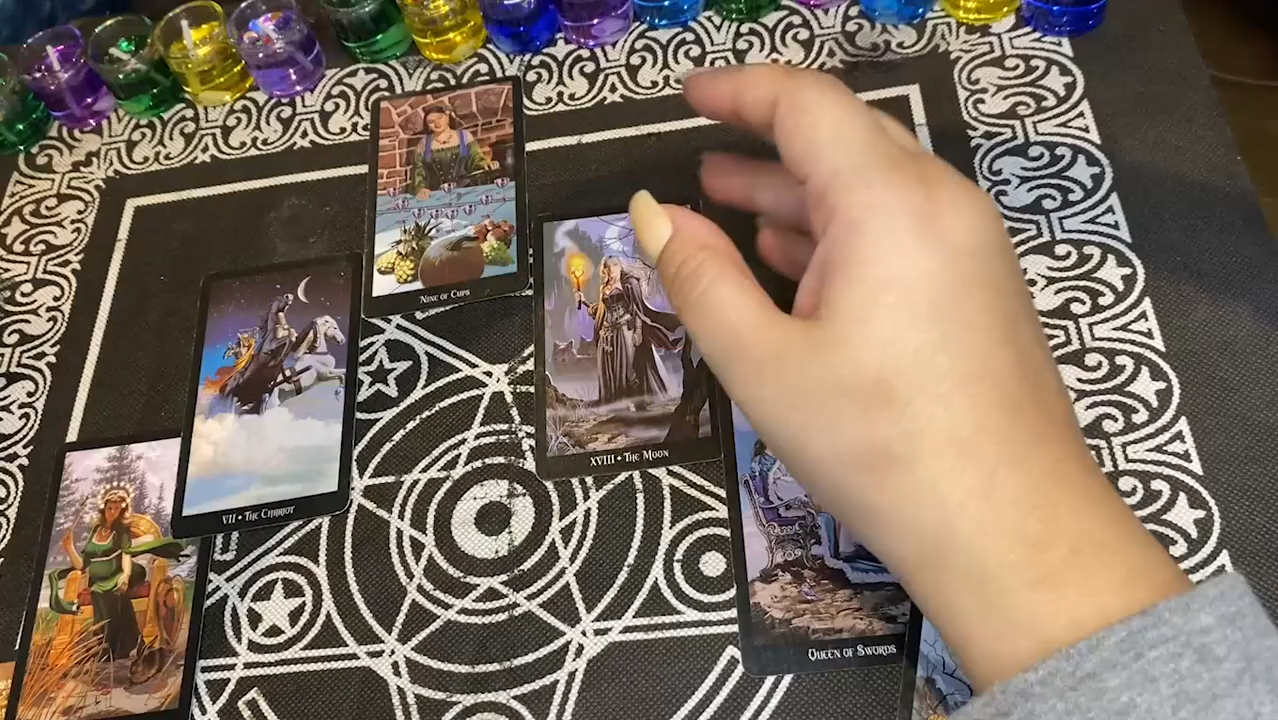 NINE OF CUPS
XVIII • THE MOON
VII • THE CHARIOT
QUEEN OF SWORDS